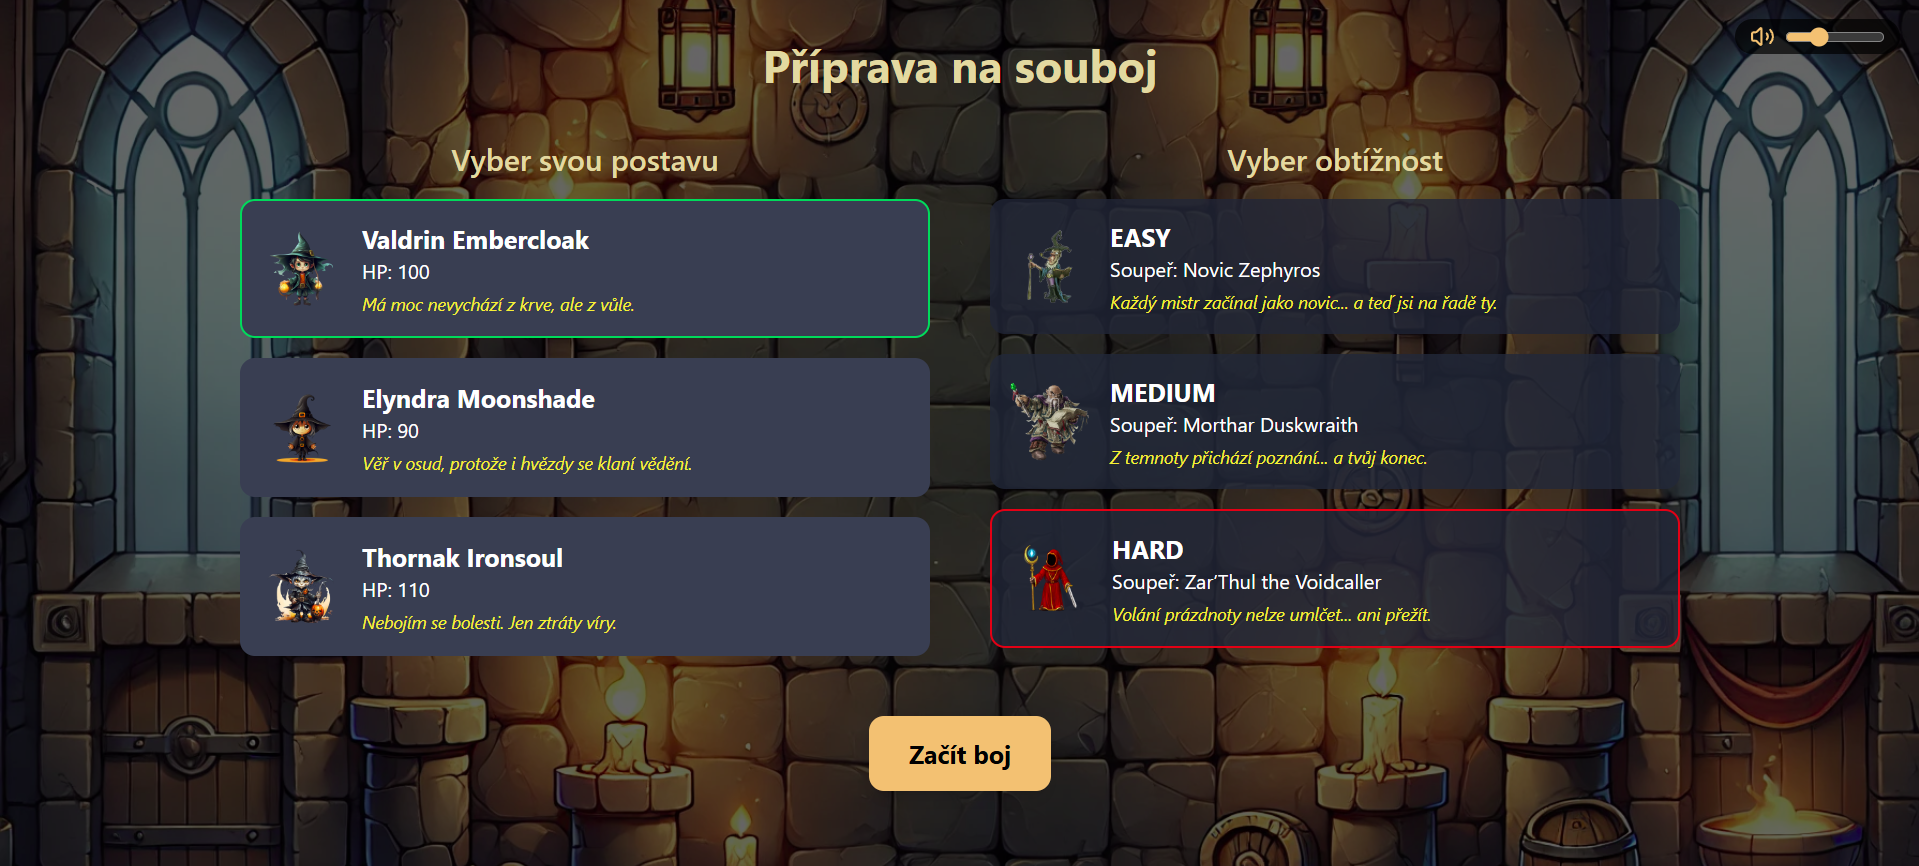 Příprava na souboj
Vyber svou postavu
Valdrin Embercloak
HP: 100
Má moc nevychází z krve, ale z vůle.
Elyndra Moonshade
HP: 90
Věř v osud, protože i hvězdy se klaní vědění.
Thornak Ironsoul
HP: 110
Nebojím se bolesti. Jen ztráty víry.
Vyber obtížnost
EASY
Soupeř: Novic Zephyros
Každý mistr začínal jako novic... a teď jsi na řadě ty.
MEDIUM
Soupeř: Morthar Duskwraith
Z temnoty přichází poznání... a tvůj konec.
HARD
Soupeř: Zar’Thul the Voidcaller
Volání prázdnoty nelze umlčet... ani přežít.
Začít boj